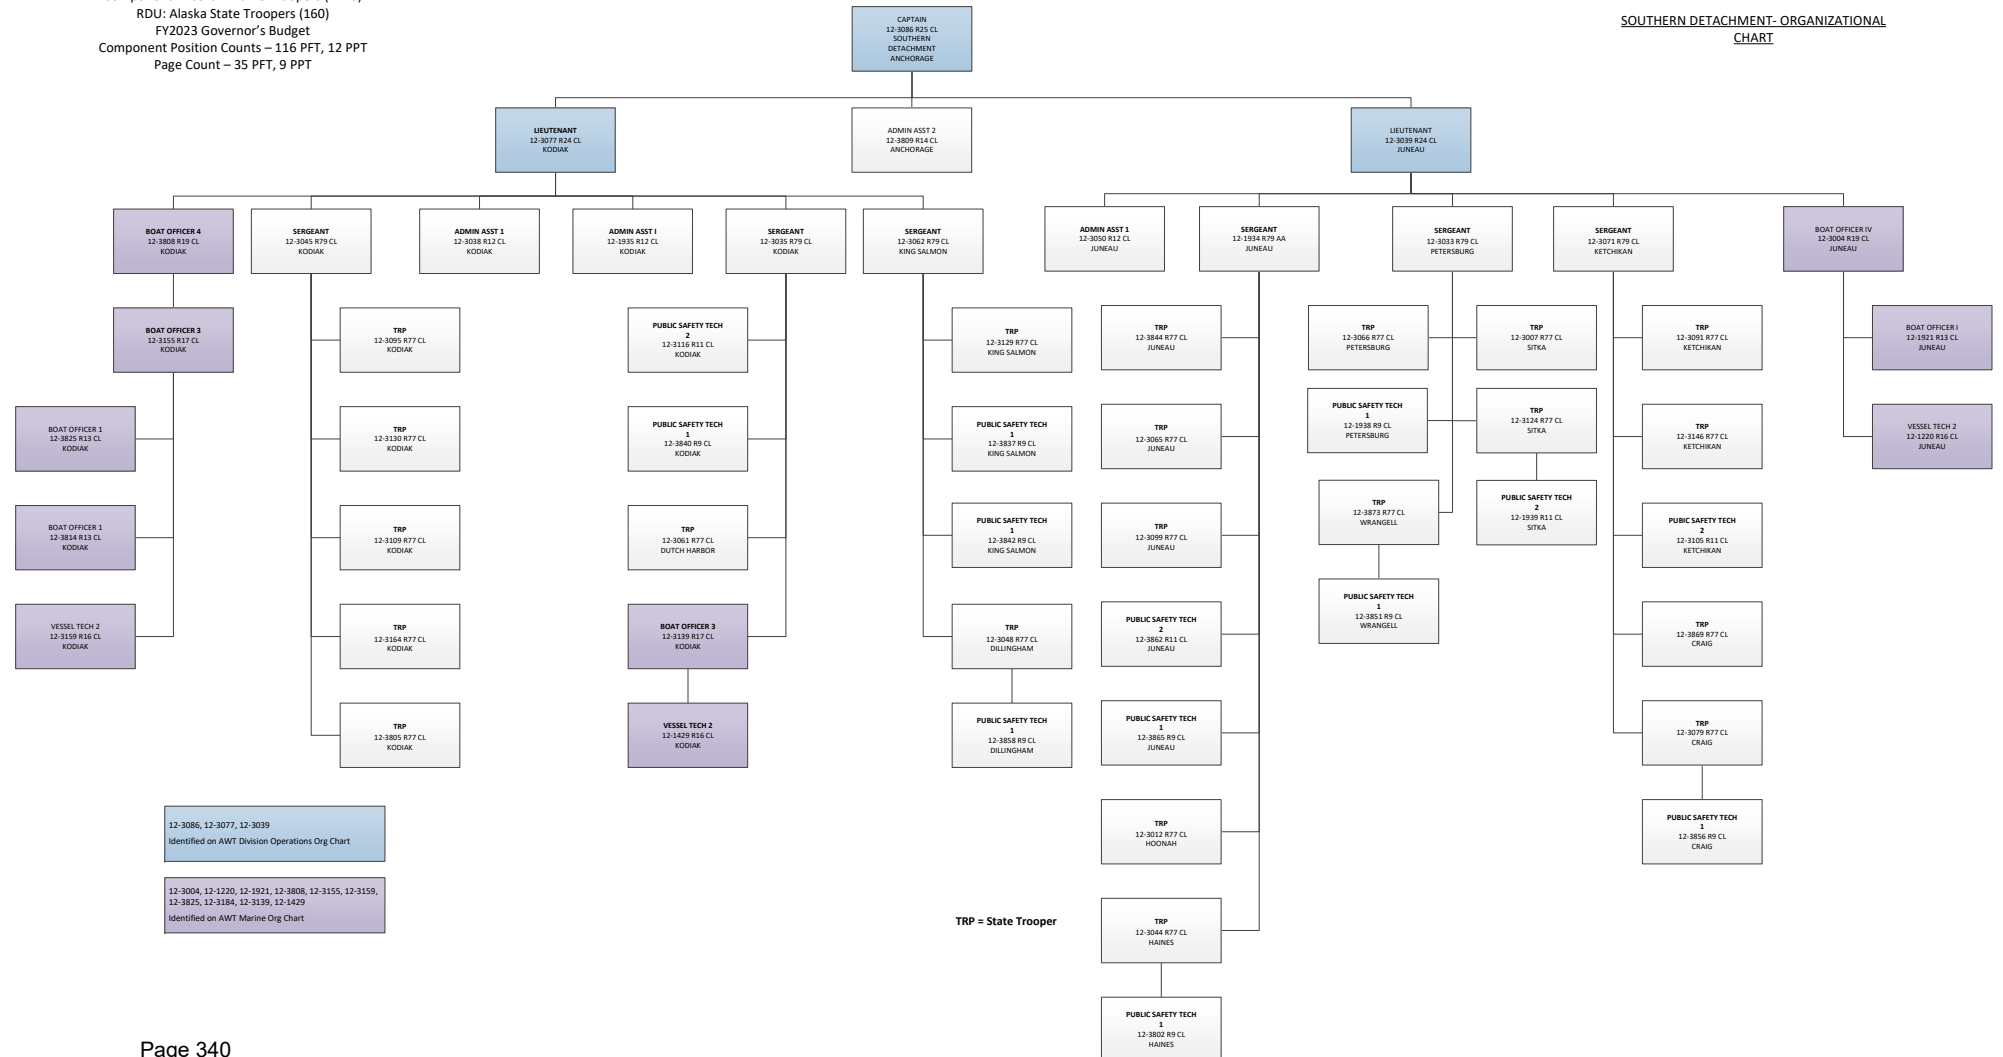 RDU: Alaska State Troopers (160)
FY2023 Governor's Budget
Component Position Counts – 116 PFT, 12 PPT
Page Count – 35 PFT, 9 PPT
SOUTHERN DETACHMENT- ORGANIZATIONAL
CHART
CAPTAIN
12-3086 R25 CL
SOUTHERN
DETACHMENT
ANCHORAGE
LIEUTENANT
12-3077 R24 CL
KODIAK
ADMIN ASST 2
12-3809 R14 CL
ANCHORAGE
LIEUTENANT
12-3039 R24 CL
JUNEAU
BOAT OFFICER 4
12-3808 R19 CL
KODIAK
SERGEANT
12-3045 R79 CL
KODIAK
ADMIN ASST 1
12-3038 R12 CL
KODIAK
ADMIN ASST I
12-1935 R12 CL
KODIAK
SERGEANT
12-3035 R79 CL
KODIAK
SERGEANT
12-3062 R79 CL
KING SALMON
ADMIN ASST 1
12-3050 R12 CL
JUNEAU
SERGEANT
12-1934 R79 AA
JUNEAU
SERGEANT
12-3033 R79 CL
PETERSBURG
SERGEANT
12-3071 R79 CL
KETCHIKAN
BOAT OFFICER IV
12-3004 R19 CL
JUNEAU
BOAT OFFICER 3
12-3155 R17 CL
KODIAK
BOAT OFFICER 1
12-3825 R13 CL
KODIAK
BOAT OFFICER 1
12-3814 R13 CL
KODIAK
VESSEL TECH 2
12-3159 R16 CL
KODIAK
TRP
12-3095 R77 CL
KODIAK
TRP
12-3130 R77 CL
KODIAK
TRP
12-3109 R77 CL
KODIAK
TRP
12-3164 R77 CL
KODIAK
TRP
12-3805 R77 CL
KODIAK
PUBLIC SAFETY TECH
2
12-3116 R11 CL
KODIAK
PUBLIC SAFETY TECH
1
12-3840 R9 CL
KODIAK
TRP
12-3061 R77 CL
DUTCH HARBOR
BOAT OFFICER 3
12-3139 R17 CL
KODIAK
VESSEL TECH 2
12-1429 R16 CL
KODIAK
TRP
12-3129 R77 CL
KING SALMON
PUBLIC SAFETY TECH
1
12-3837 R9 CL
KING SALMON
PUBLIC SAFETY TECH
1
12-3842 R9 CL
KING SALMON
TRP
12-3048 R77 CL
DILLINGHAM
PUBLIC SAFETY TECH
1
12-3858 R9 CL
DILLINGHAM
TRP
12-3844 R77 CL
JUNEAU
TRP
12-3065 R77 CL
JUNEAU
TRP
12-3099 R77 CL
JUNEAU
PUBLIC SAFETY TECH
2
12-3862 R11 CL
JUNEAU
PUBLIC SAFETY TECH
1
12-3865 R9 CL
JUNEAU
TRP
12-3012 R77 CL
HOONAH
TRP
12-3044 R77 CL
HAINES
PUBLIC SAFETY TECH
1
12-3802 R9 CL
HAINES
TRP
12-3066 R77 CL
PETERSBURG
PUBLIC SAFETY TECH
1
12-1938 R9 CL
PETERSBURG
TRP
12-3873 R77 CL
WRANGELL
PUBLIC SAFETY TECH
1
12-3851 R9 CL
WRANGELL
TRP
12-3007 R77 CL
SITKA
TRP
12-3124 R77 CL
SITKA
PUBLIC SAFETY TECH
2
12-1939 R11 CL
SITKA
TRP
12-3091 R77 CL
KETCHIKAN
TRP
12-3146 R77 CL
KETCHIKAN
PUBLIC SAFETY TECH
2
12-3105 R11 CL
KETCHIKAN
TRP
12-3869 R77 CL
CRAIG
TRP
12-3079 R77 CL
CRAIG
PUBLIC SAFETY TECH
1
12-3856 R9 CL
CRAIG
BOAT OFFICER I
12-1921 R13 CL
JUNEAU
VESSEL TECH 2
12-1220 R16 CL
JUNEAU
12-3086, 12-3077, 12-3039
Identified on AWT Division Operations Org Chart
12-3004, 12-1220, 12-1921, 12-3808, 12-3155, 12-3159,
12-3825, 12-3184, 12-3139, 12-1429
Identified on AWT Marine Org Chart
TRP = State Trooper
Page 340